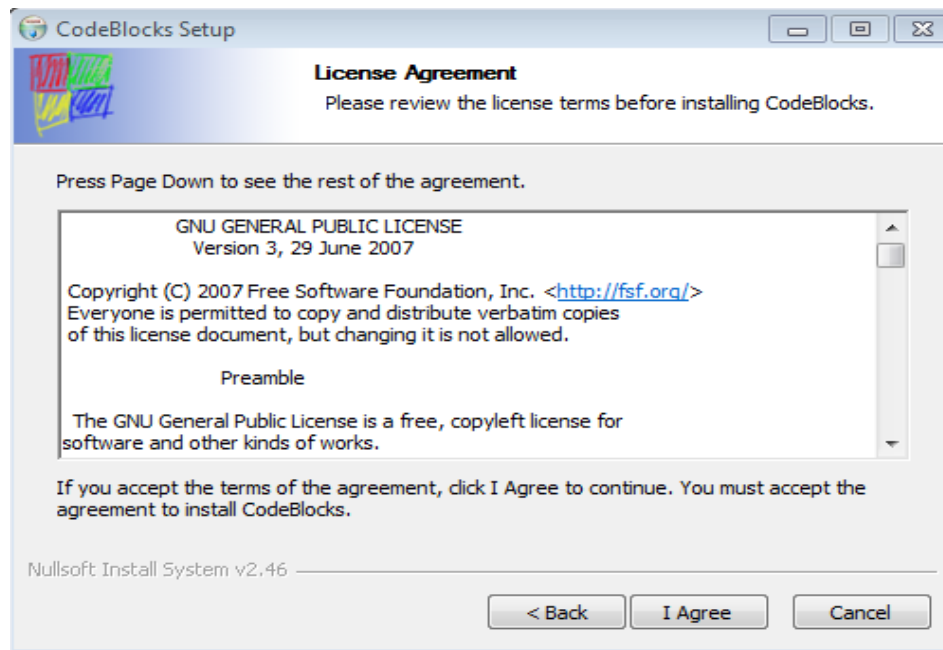 CodeBlocks Setup
License Agreement
Please review the license terms before installing CodeBlocks.
Press Page Down to see the rest of the agreement.
GNU GENERAL PUBLIC LICENSE
Version 3, 29 June 2007
Copyright (C) 2007 Free Software Foundation, Inc. <http://fsf.org/>
Everyone is permitted to copy and distribute verbatim copies
of this license document, but changing it is not allowed.
Preamble
The GNU General Public License is a free, copyleft license for
software and other kinds of works.
If you accept the terms of the agreement, click I Agree to continue. You must accept the
agreement to install CodeBlocks.
Nullsoft Install System v2.46
< Back I Agree Cancel